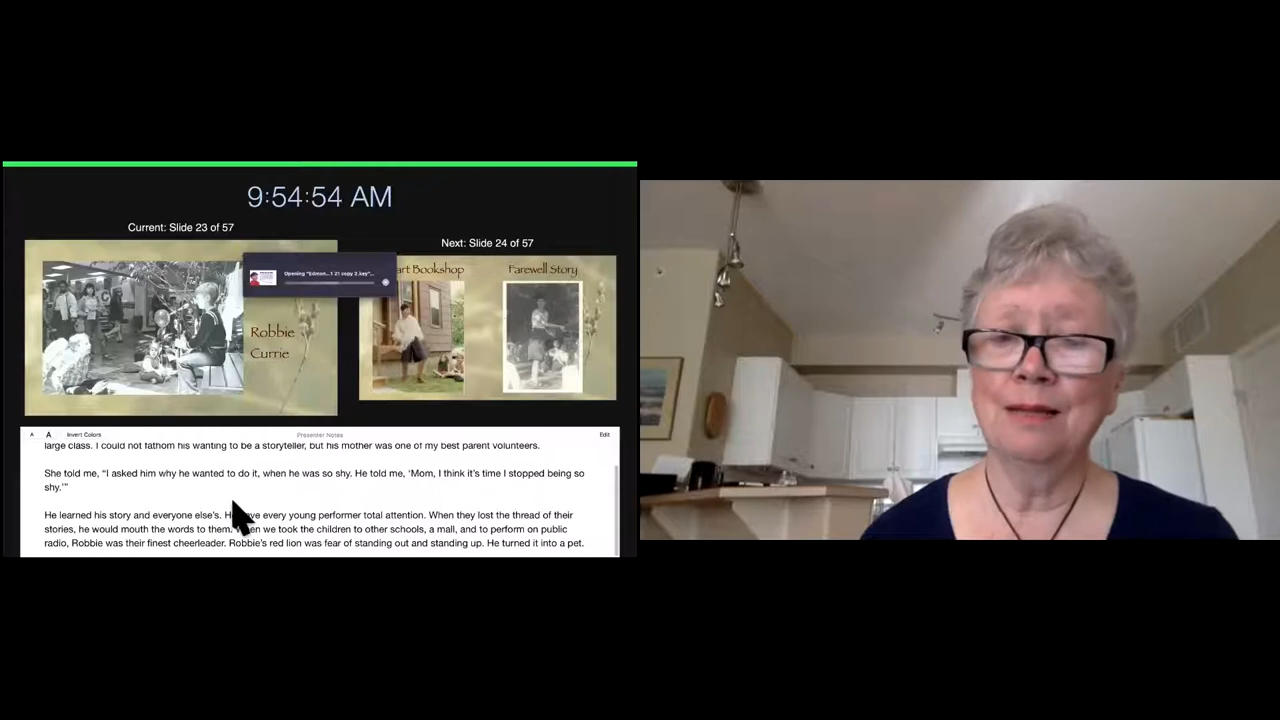 9:54:54 AM
Current: Slide 23 of 57
Next: Slide 24 of 57
Opening "Edmon...1 21 copy 2.key"...
Robbie
Currie
art Bookshop
Farewell Story
A A Invert Colors
Presenter Notes
Edit
large class. I could not fathom his wanting to be a storyteller, but his mother was one of my best parent volunteers.
She told me, “I asked him why he wanted to do it, when he was so shy. He told me, ‘Mom, I think it’s time I stopped being so
shy.’”
He learned his story and everyone else’s. H ve every young performer total attention. When they lost the thread of their
stories, he would mouth the words to them. en we took the children to other schools, a mall, and to perform on public
radio, Robbie was their finest cheerleader. Robbie’s red lion was fear of standing out and standing up. He turned it into a pet.